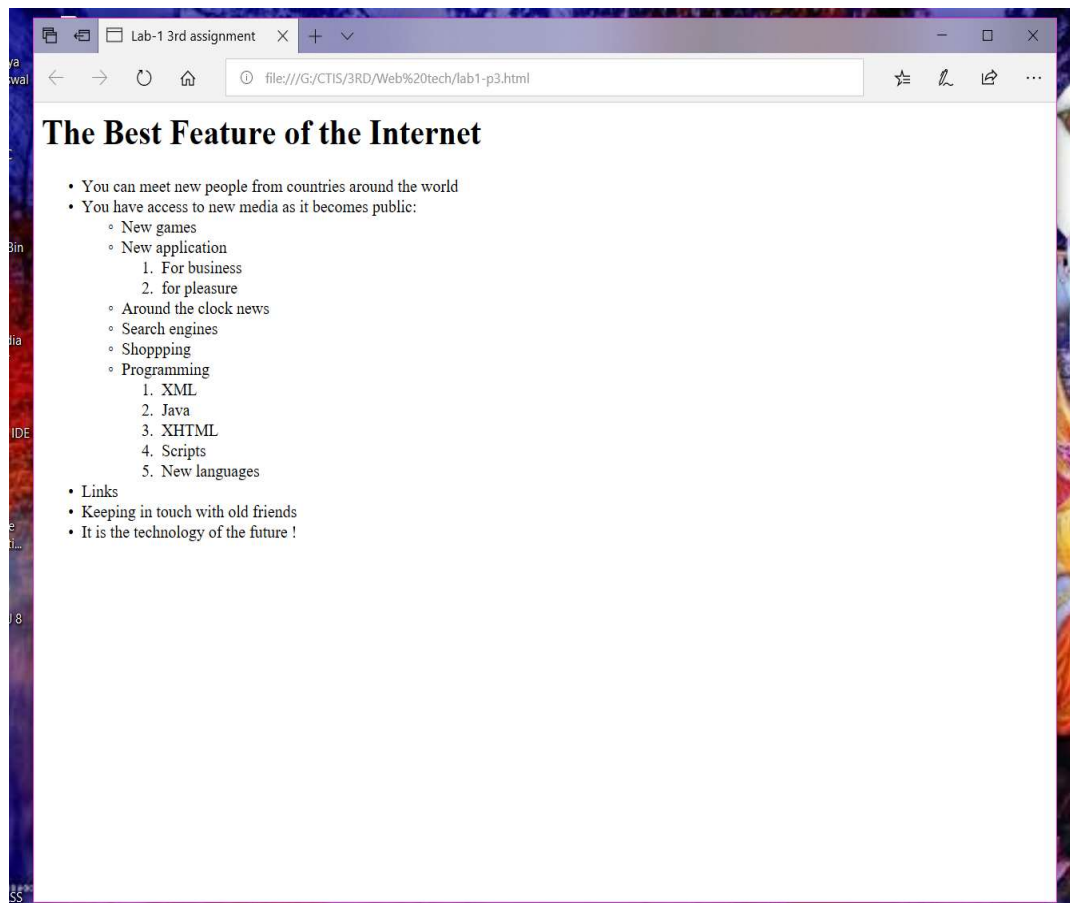 Lab-1 3rd assignment
file:///G:/CTIS/3RD/Web%20tech/lab1-p3.html
The Best Feature of the Internet
• You can meet new people from countries around the world
• You have access to new media as it becomes public:
◦ New games
◦ New application
1. For business
2. for pleasure
◦ Around the clock news
◦ Search engines
◦ Shoppping
◦ Programming
1. XML
2. Java
3. XHTML
4. Scripts
5. New languages
• Links
• Keeping in touch with old friends
• It is the technology of the future !